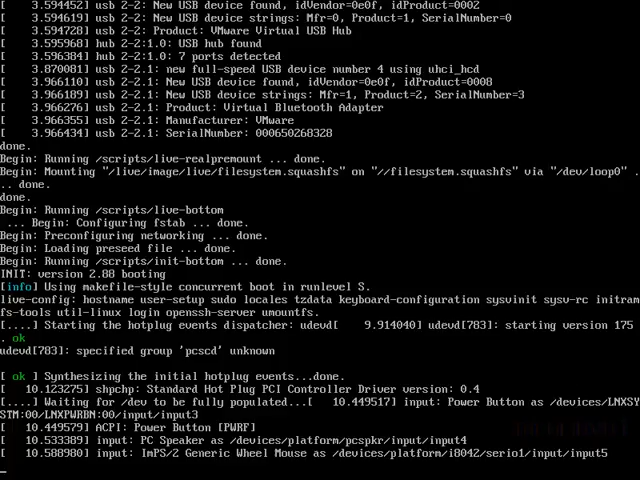 [    3.594452] usb 2-2: New USB device found, idVendor=0e0f, idProduct=0002
[    3.594619] usb 2-2: New USB device strings: Mfr=0, Product=1, SerialNumber=0
[    3.594728] usb 2-2: Product: VMware Virtual USB Hub
[    3.595968] hub 2-2:1.0: USB hub found
[    3.596384] hub 2-2:1.0: 7 ports detected
[    3.870081] usb 2-2.1: new full-speed USB device number 4 using uhci_hcd
[    3.966110] usb 2-2.1: New USB device found, idVendor=0e0f, idProduct=0008
[    3.966189] usb 2-2.1: New USB device strings: Mfr=1, Product=2, SerialNumber=3
[    3.966276] usb 2-2.1: Product: Virtual Bluetooth Adapter
[    3.966355] usb 2-2.1: Manufacturer: VMware
[    3.966434] usb 2-2.1: SerialNumber: 000650268328
done.
Begin: Running /scripts/live-realpremount ... done.
Begin: Mounting "/live/image/live/filesystem.squashfs" on "//filesystem.squashfs" via "/dev/loop0" .
.. done.
done.
Begin: Running /scripts/live-bottom
 ... Begin: Configuring fstab ... done.
Begin: Preconfiguring networking ... done.
Begin: Loading preseed file ... done.
Begin: Running /scripts/init-bottom ... done.
INIT: version 2.88 booting
[info] Using makefile-style concurrent boot in runlevel S.
live-config: hostname user-setup sudo locales tzdata keyboard-configuration sysvinit sysv-rc initram
fs-tools util-linux login openssh-server umountfs.
[....] Starting the hotplug events dispatcher: udevd[    9.914040] udevd[783]: starting version 175
. ok
udevd[783]: specified group 'pcscd' unknown
[ ok ] Synthesizing the initial hotplug events...done.
[   10.123275] shpchp: Standard Hot Plug PCI Controller Driver version: 0.4
[....] Waiting for /dev to be fully populated...[   10.449517] input: Power Button as /devices/LNXSY
STM:00/LNXPWRBN:00/input/input3
[   10.449579] ACPI: Power Button [PWRF]
[   10.533389] input: PC Speaker as /devices/platform/pcspkr/input/input4
[   10.588980] input: ImPS/2 Generic Wheel Mouse as /devices/platform/i8042/serio1/input/input5